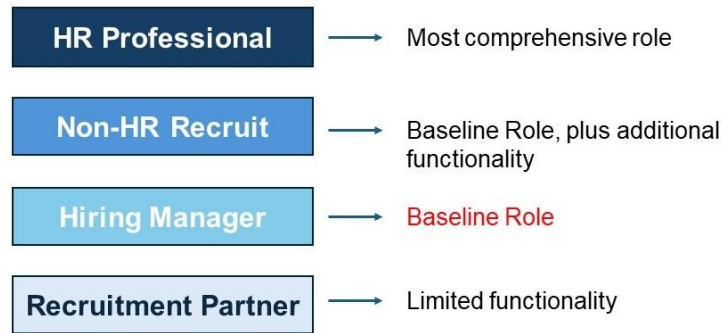 HR Professional
Most comprehensive role
Non-HR Recruit
Baseline Role, plus additional
functionality
Hiring Manager
Baseline Role
Recruitment Partner
Limited functionality